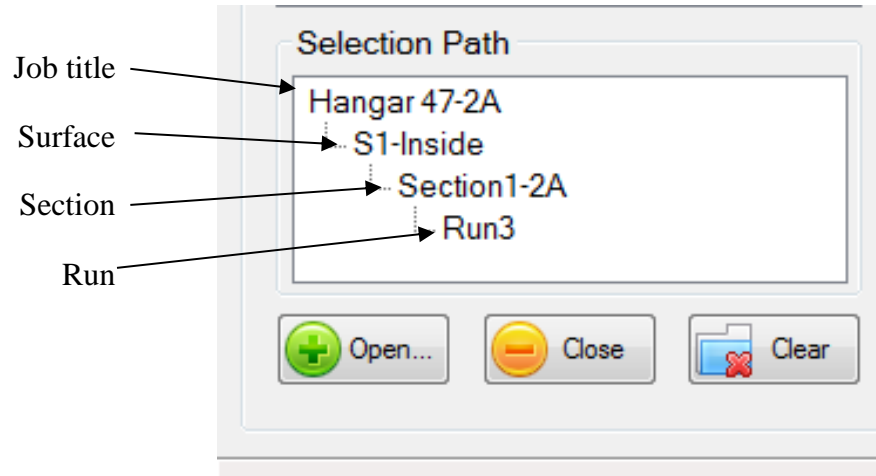 Selection Path
Job title
Hangar 47-2A
Surface
S1-Inside
Section
Section1-2A
Run
Run3
Open...
Close
Clear